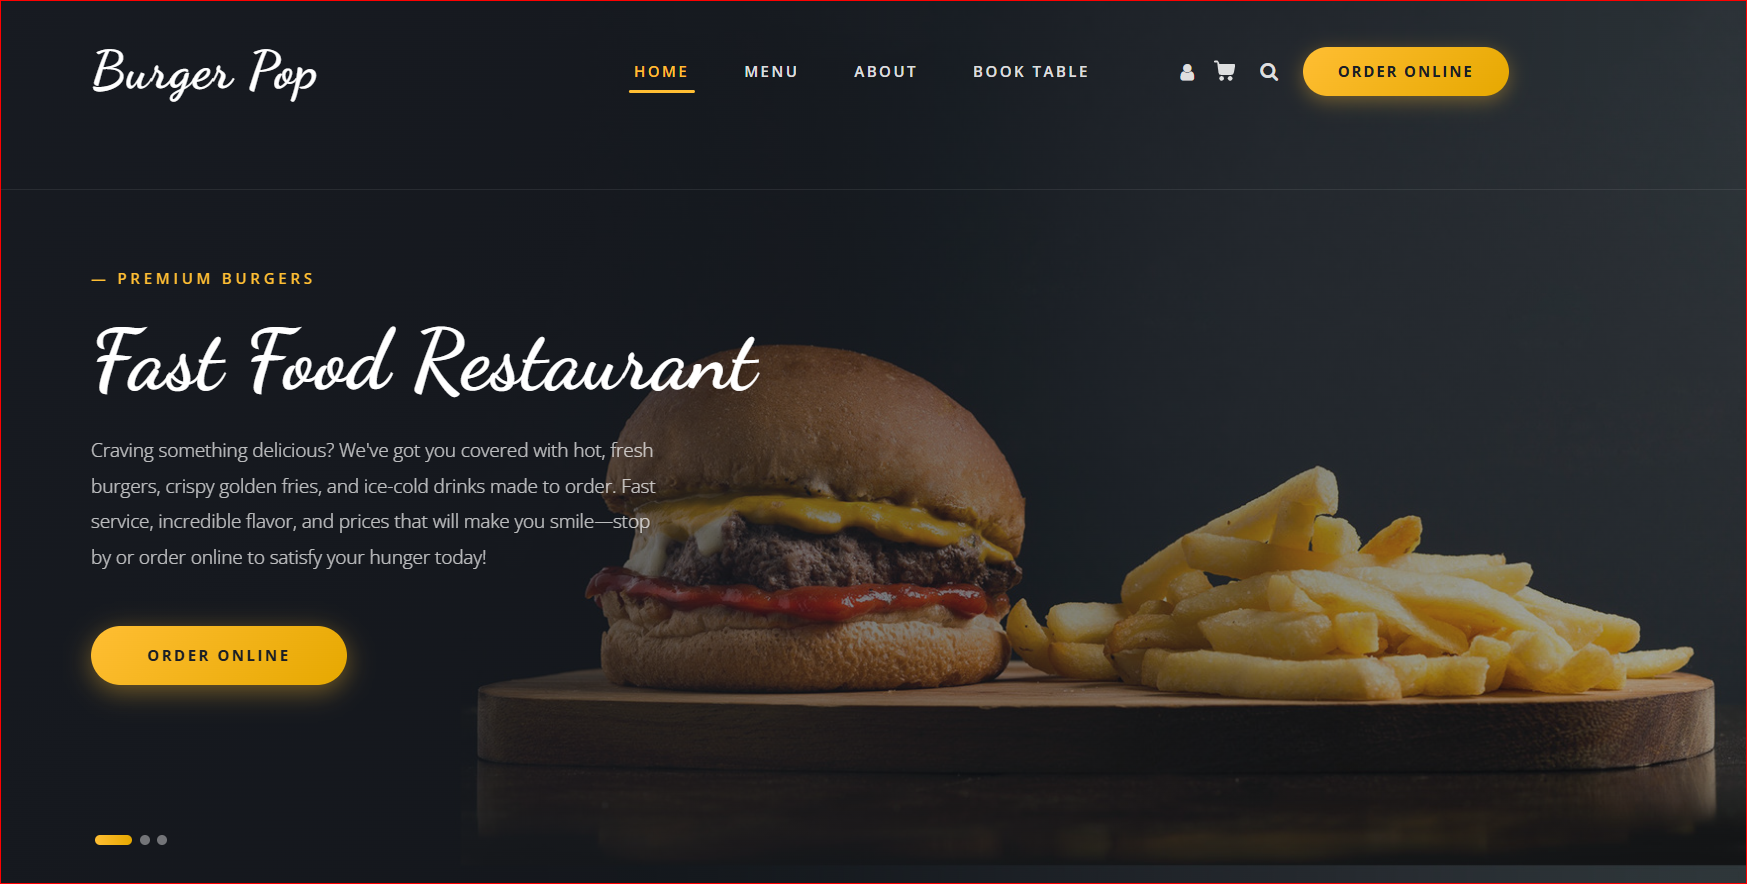 Burger Pop
HOME MENU ABOUT BOOK TABLE ORDER ONLINE
— PREMIUM BURGERS
Fast Food Restaurant
Craving something delicious? We've got you covered with hot, fresh
burgers, crispy golden fries, and ice-cold drinks made to order. Fast
service, incredible flavor, and prices that will make you smile—stop
by or order online to satisfy your hunger today!
ORDER ONLINE